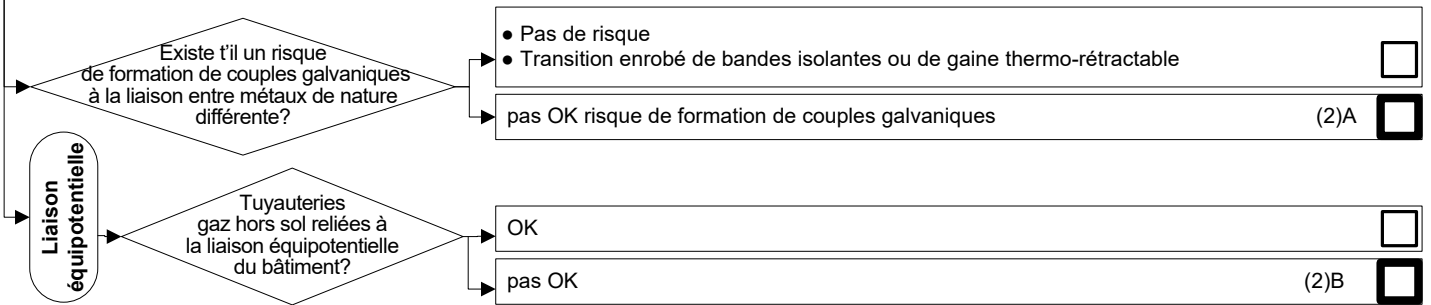 Existe t'il un risque
de formation de couples galvaniques
à la liaison entre métaux de nature
différente?
● Pas de risque
● Transition enrobé de bandes isolantes ou de gaine thermo-rétractable
pas OK risque de formation de couples galvaniques (2)A
Liaison
équipotentielle
Tuyauteries
gaz hors sol reliées à
la liaison équipotentielle
du bâtiment?
OK
pas OK (2)B